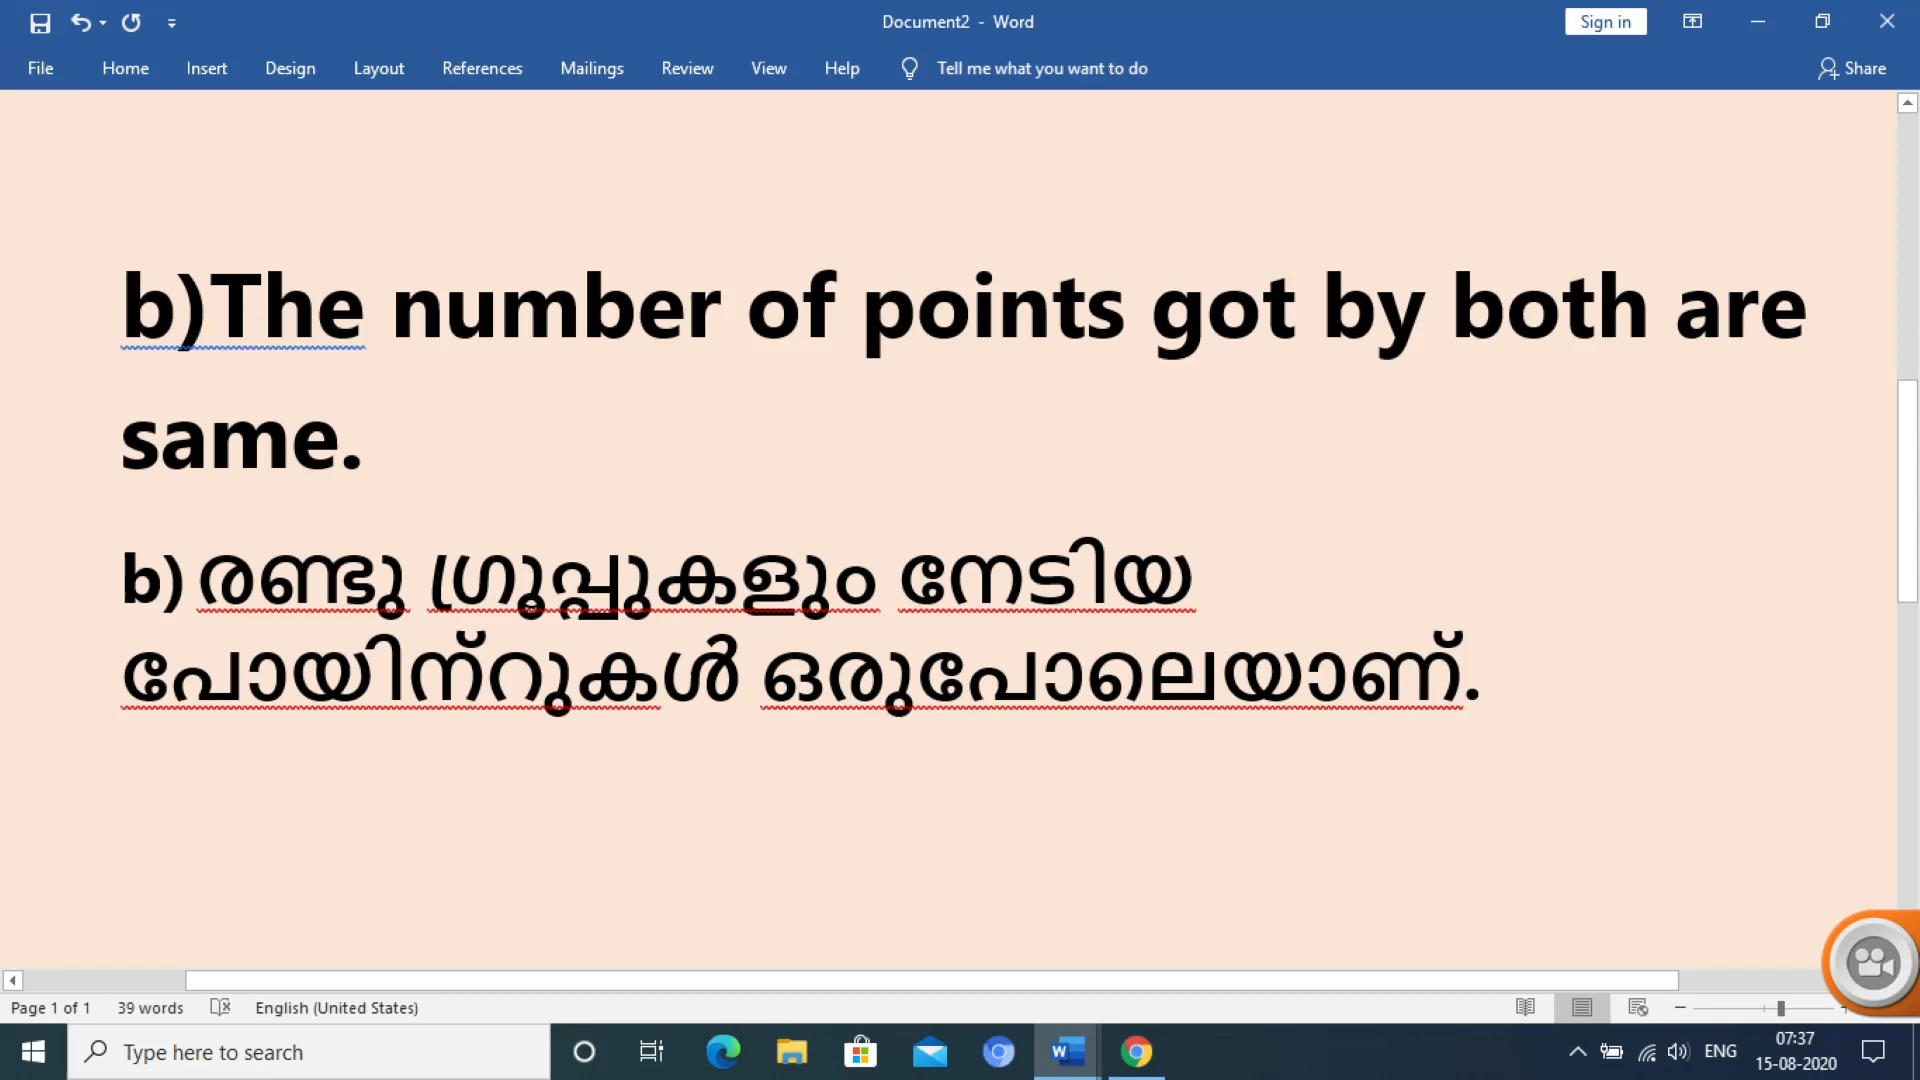 Document2 - Word
Sign in
File Home Insert Design Layout References Mailings Review View Help Tell me what you want to do Share
b)The number of points got by both are
same.
b) രണ്ടു ഗ്രൂപ്പുകളും നേടിയ
പോയിന്റുകൾ ഒരുപോലെയാണ്.
Page 1 of 1 39 words English (United States)
Type here to search
ENG
07:37
15-08-2020